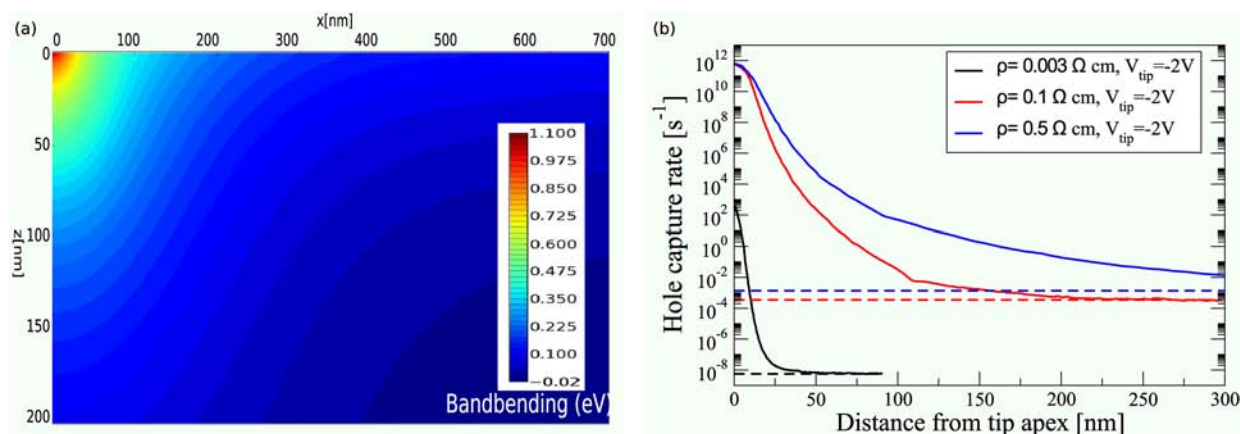 (a)
x[nm]
0 100 200 300 400 500 600 700
0
50
100
150
200
z[nm]
1.100
0.975
0.850
0.725
0.600
0.475
0.350
0.225
0.100
−0.02
Bandbending (eV)
(b)
Hole capture rate [s⁻¹]
10¹²
10¹⁰
10⁸
10⁶
10⁴
10²
10⁰
10⁻²
10⁻⁴
10⁻⁶
10⁻⁸
ρ= 0.003 Ω cm, Vₜᵢₚ=-2V
ρ= 0.1 Ω cm, Vₜᵢₚ=-2V
ρ= 0.5 Ω cm, Vₜᵢₚ=-2V
0 50 100 150 200 250 300
Distance from tip apex [nm]